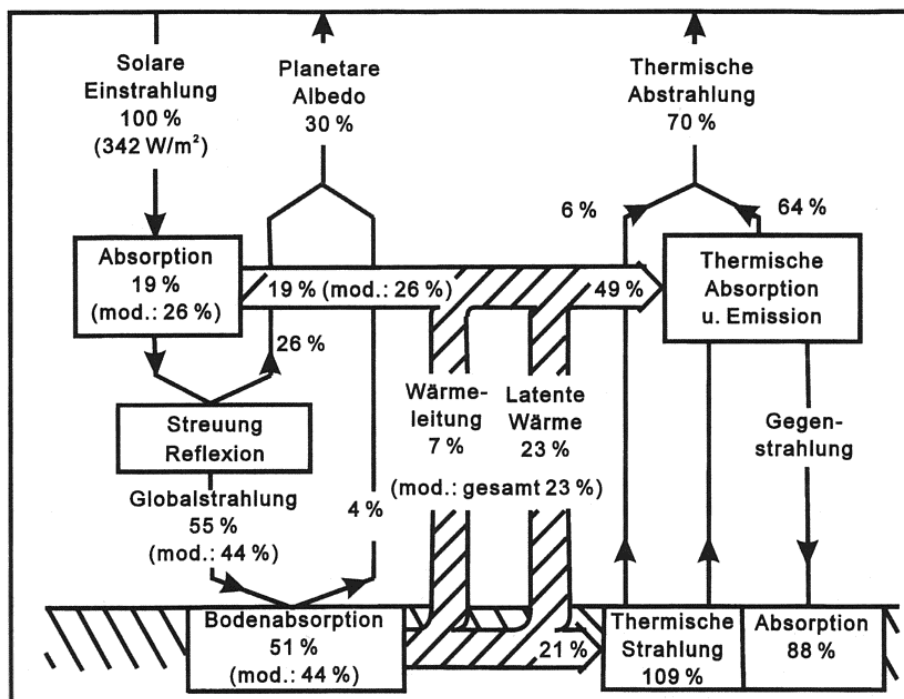 Solare
Einstrahlung
100 %
(342 W/m²)
Planetare
Albedo
30 %
Thermische
Abstrahlung
70 %
6 %
64 %
Absorption
19 %
(mod.: 26 %)
19 % (mod.: 26 %)
49 %
Thermische
Absorption
u. Emission
26 %
Streuung
Reflexion
Wärme-
leitung
7 %
Latente
Wärme
23 %
(mod.: gesamt 23 %)
Gegen-
strahlung
Globalstrahlung
55 %
(mod.: 44 %)
4 %
Bodenabsorption
51 %
(mod.: 44 %)
21 %
Thermische
Strahlung
109 %
Absorption
88 %